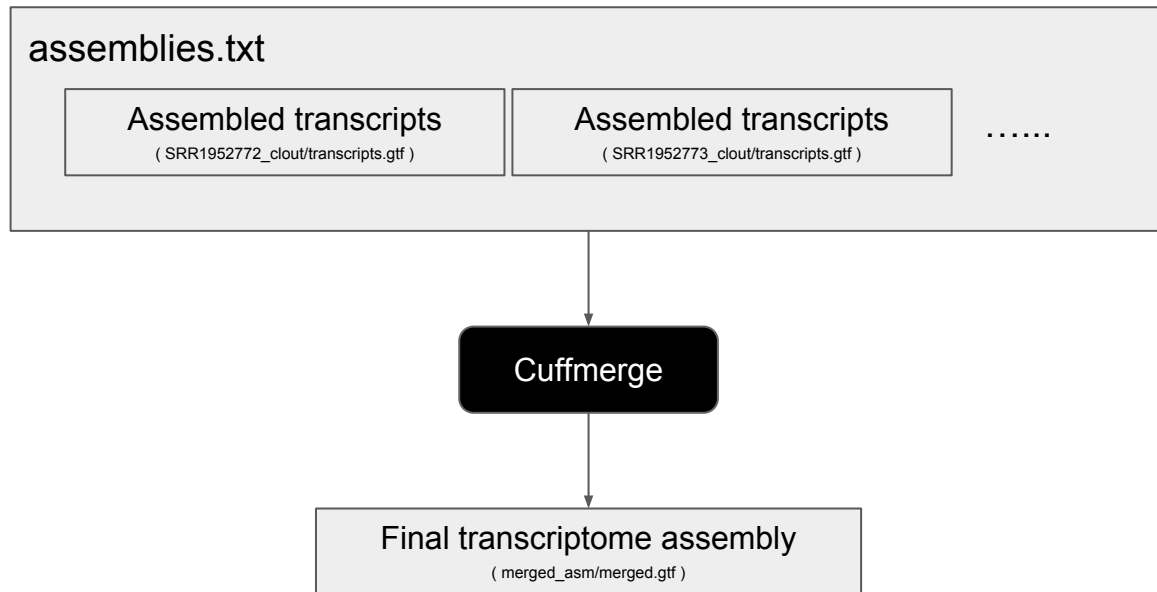 assemblies.txt
Assembled transcripts
( SRR1952772_clout/transcripts.gtf )
Assembled transcripts
( SRR1952773_clout/transcripts.gtf )
…...
Cuffmerge
Final transcriptome assembly
( merged_asm/merged.gtf )